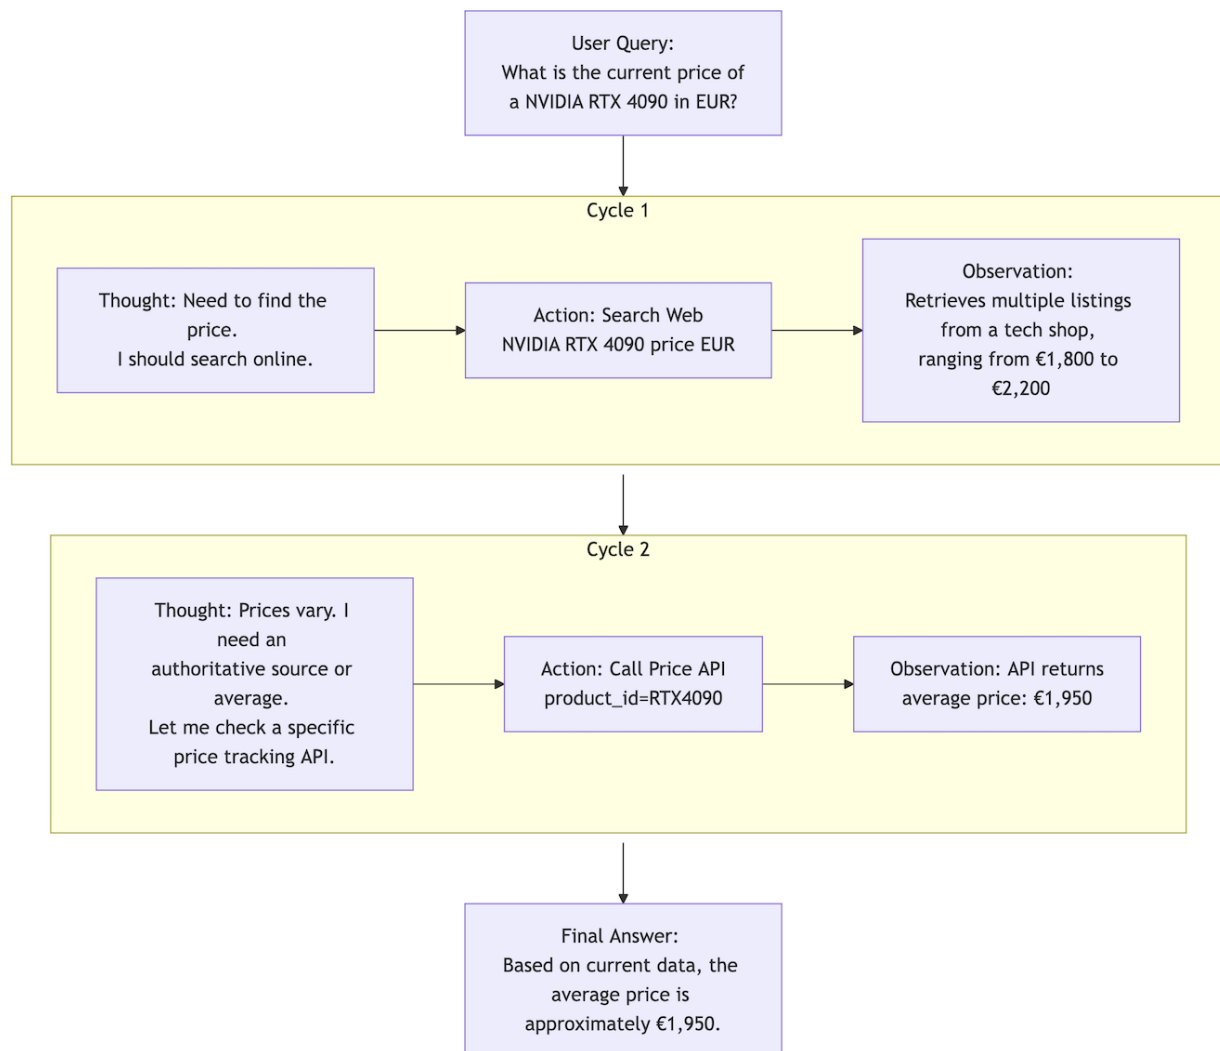 User Query:
What is the current price of
a NVIDIA RTX 4090 in EUR?
Cycle 1
Thought: Need to find the
price.
I should search online.
Action: Search Web
NVIDIA RTX 4090 price EUR
Observation:
Retrieves multiple listings
from a tech shop,
ranging from €1,800 to
€2,200
Cycle 2
Thought: Prices vary. I
need an
authoritative source or
average.
Let me check a specific
price tracking API.
Action: Call Price API
product_id=RTX4090
Observation: API returns
average price: €1,950
Final Answer:
Based on current data, the
average price is
approximately €1,950.